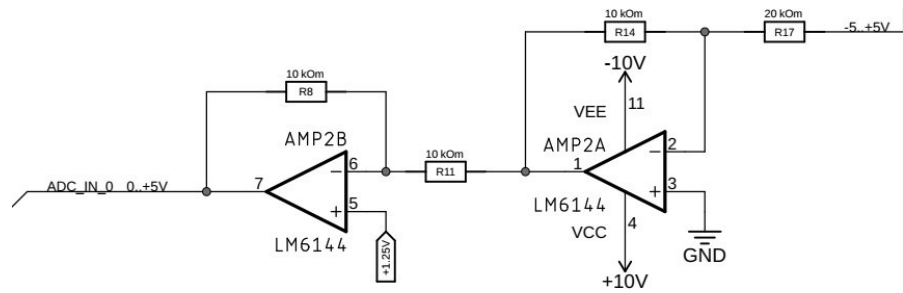 10 kOm
R14
20 kOm
R17
-5..+5V
-10V
10 kOm
R8
VEE
11
AMP2B
AMP2A
2
10 kOm
R11
6
1
3
ADC_IN_0 0..+5V
7
5
LM6144
LM6144
4
VCC
+1.25V
GND
+10V